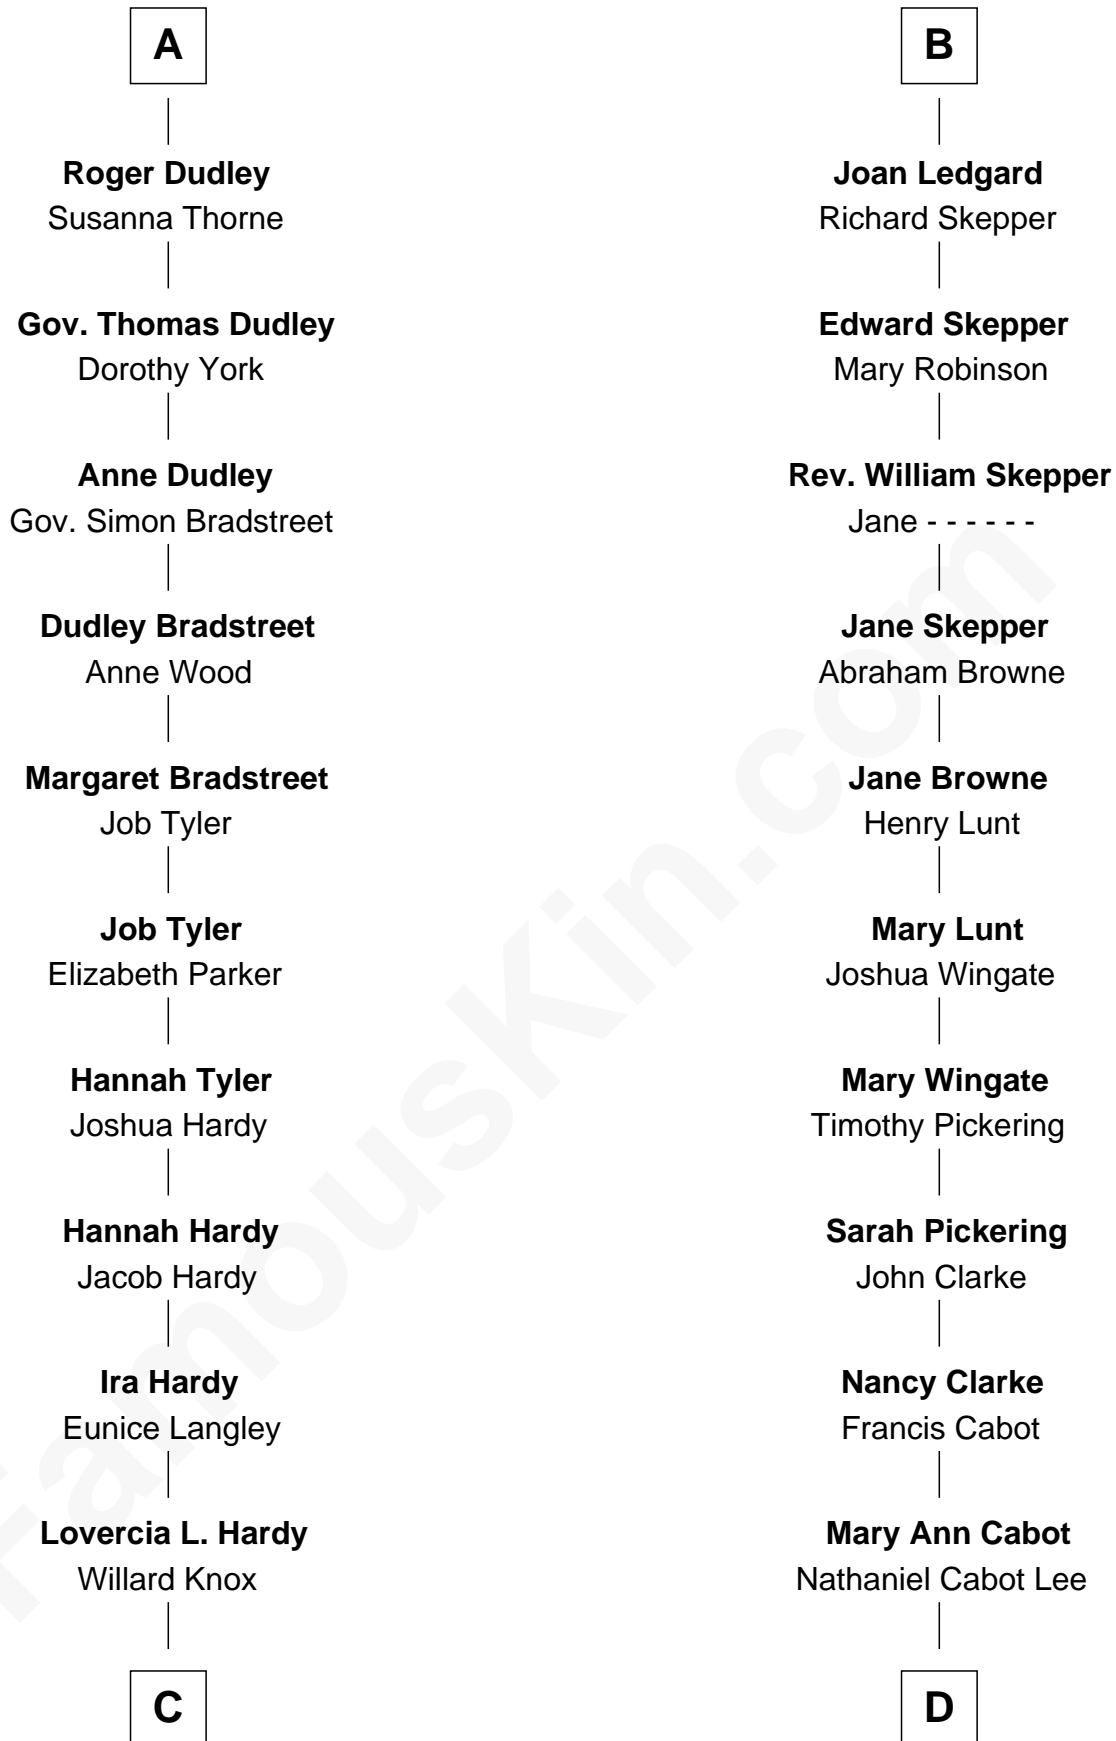 A
Roger Dudley
Susanna Thorne
Gov. Thomas Dudley
Dorothy York
Anne Dudley
Gov. Simon Bradstreet
Dudley Bradstreet
Anne Wood
Margaret Bradstreet
Job Tyler
Job Tyler
Elizabeth Parker
Hannah Tyler
Joshua Hardy
Hannah Hardy
Jacob Hardy
Ira Hardy
Eunice Langley
Lovercia L. Hardy
Willard Knox
C
B
Joan Ledgard
Richard Skepper
Edward Skepper
Mary Robinson
Rev. William Skepper
Jane - - - - - -
Jane Skepper
Abraham Browne
Jane Browne
Henry Lunt
Mary Lunt
Joshua Wingate
Mary Wingate
Timothy Pickering
Sarah Pickering
John Clarke
Nancy Clarke
Francis Cabot
Mary Ann Cabot
Nathaniel Cabot Lee
D
FamousKin.com